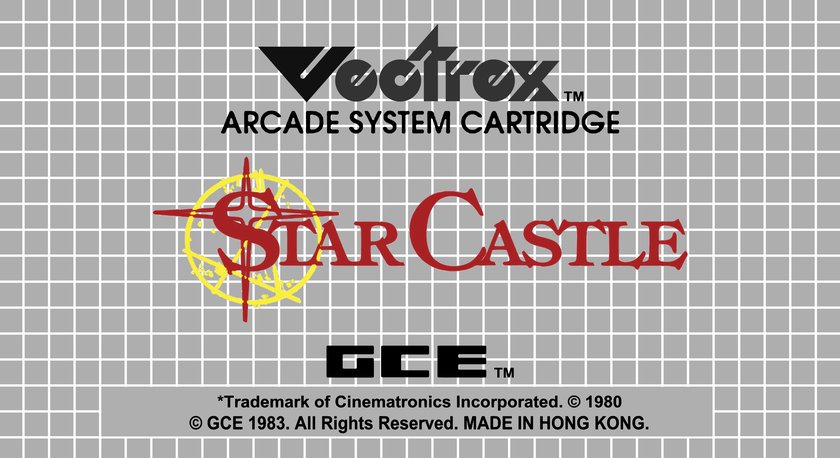 Vectrex™
ARCADE SYSTEM CARTRIDGE
STAR CASTLE
GCE™
*Trademark of Cinematronics Incorporated. © 1980
© GCE 1983. All Rights Reserved. MADE IN HONG KONG.